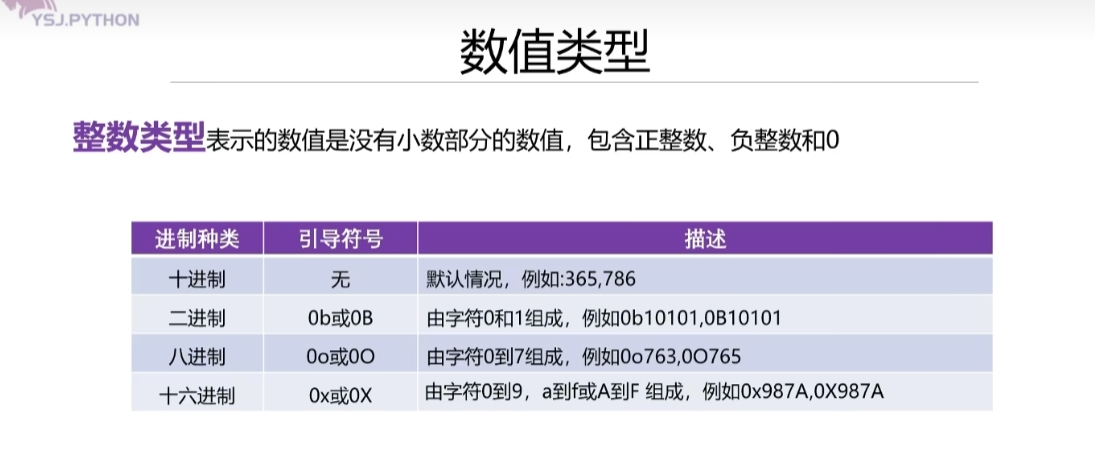 YSJ.PYTHON
数值类型
整数类型表示的数值是没有小数部分的数值，包含正整数、负整数和0
进制种类 引导符号 描述
十进制 无 默认情况，例如:365,786
二进制 0b或0B 由字符0和1组成，例如0b10101,0B10101
八进制 0o或0O 由字符0到7组成，例如0o763,0O765
十六进制 0x或0X 由字符0到9，a到f或A到F 组成，例如0x987A,0X987A